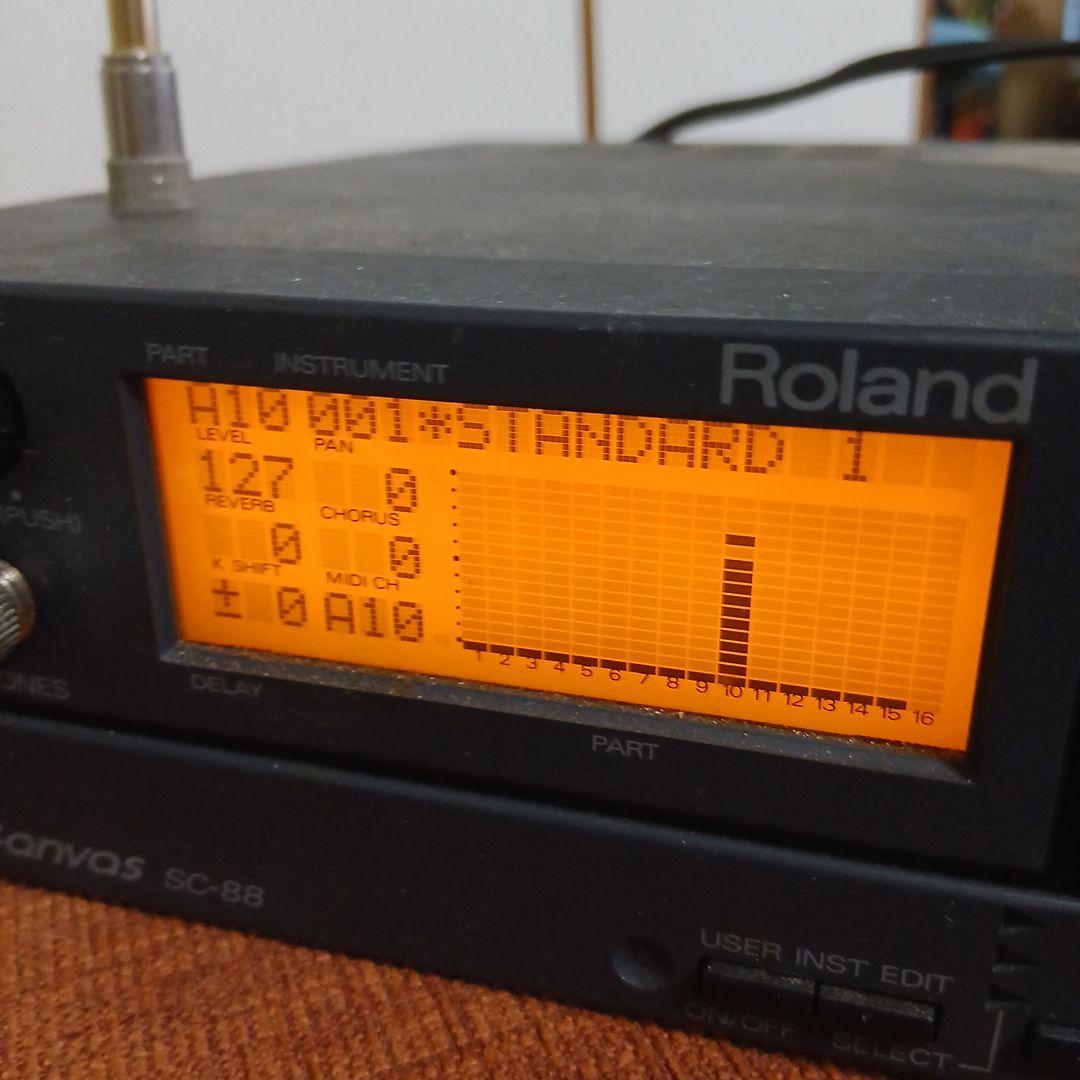 PART INSTRUMENT
Roland
A10 001*STANDARD 1
LEVEL PAN
127 0
REVERB CHORUS
0 0
K SHIFT MIDI CH
± 0 A10
1 2 3 4 5 6 7 8 9 10 11 12 13 14 15 16
(PUSH)
DELAY
PART
SC-88
USER INST EDIT
ON/OFF SELECT